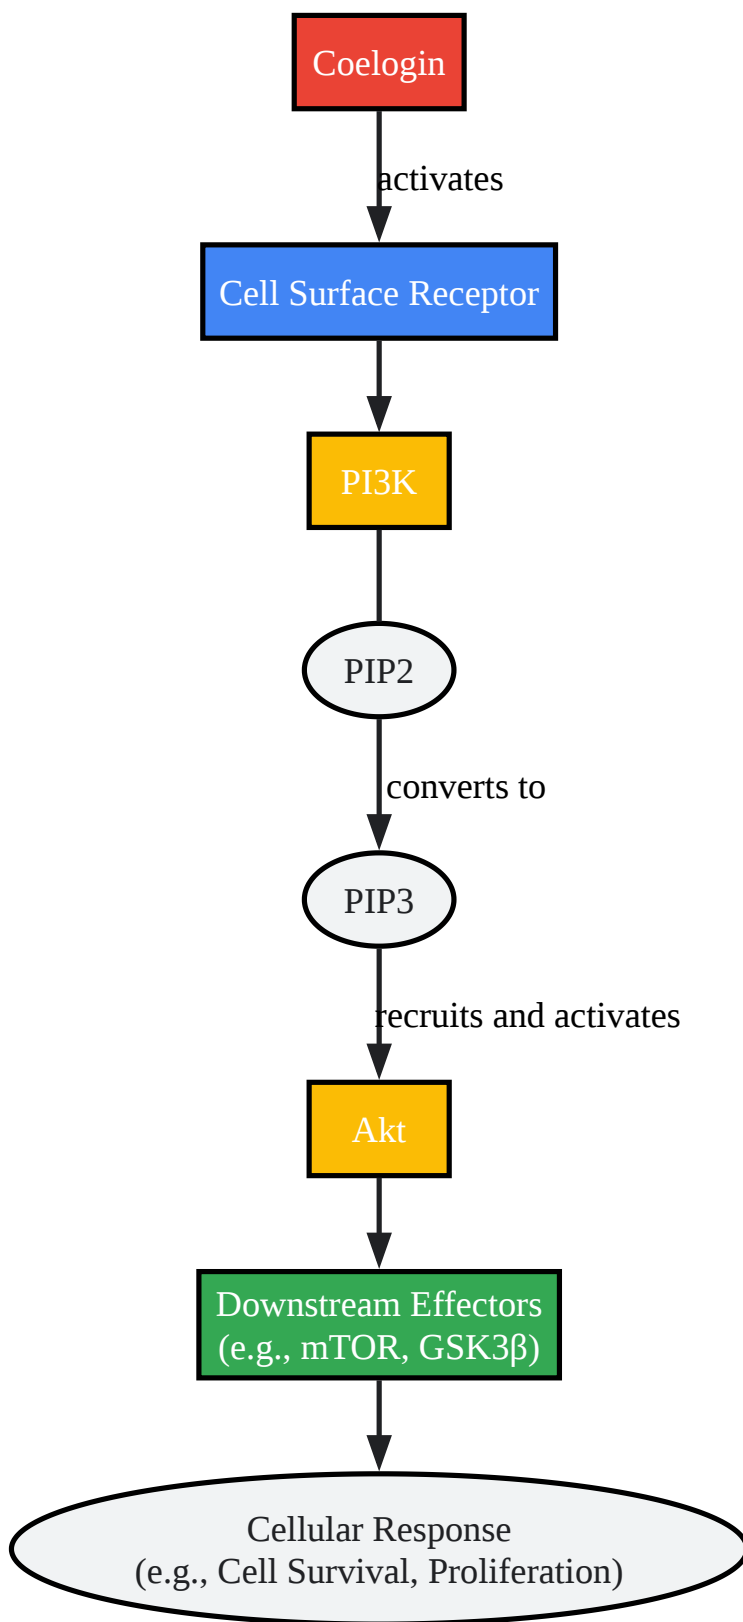 Coelogin
activates
Cell Surface Receptor
PI3K
PIP2
converts to
PIP3
recruits and activates
Akt
Downstream Effectors
(e.g., mTOR, GSK3β)
Cellular Response
(e.g., Cell Survival, Proliferation)